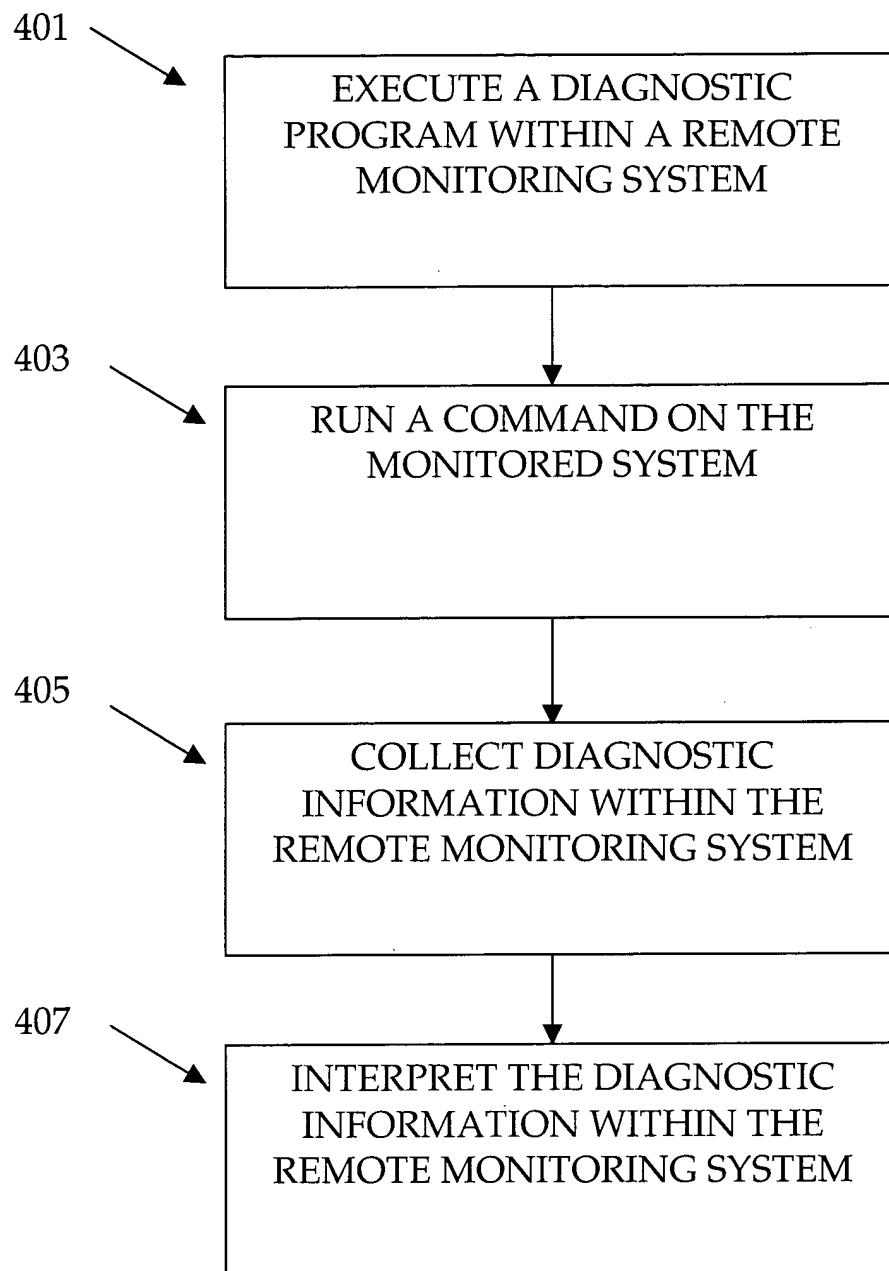 401
EXECUTE A DIAGNOSTIC
PROGRAM WITHIN A REMOTE
MONITORING SYSTEM
403
RUN A COMMAND ON THE
MONITORED SYSTEM
405
COLLECT DIAGNOSTIC
INFORMATION WITHIN THE
REMOTE MONITORING SYSTEM
407
INTERPRET THE DIAGNOSTIC
INFORMATION WITHIN THE
REMOTE MONITORING SYSTEM